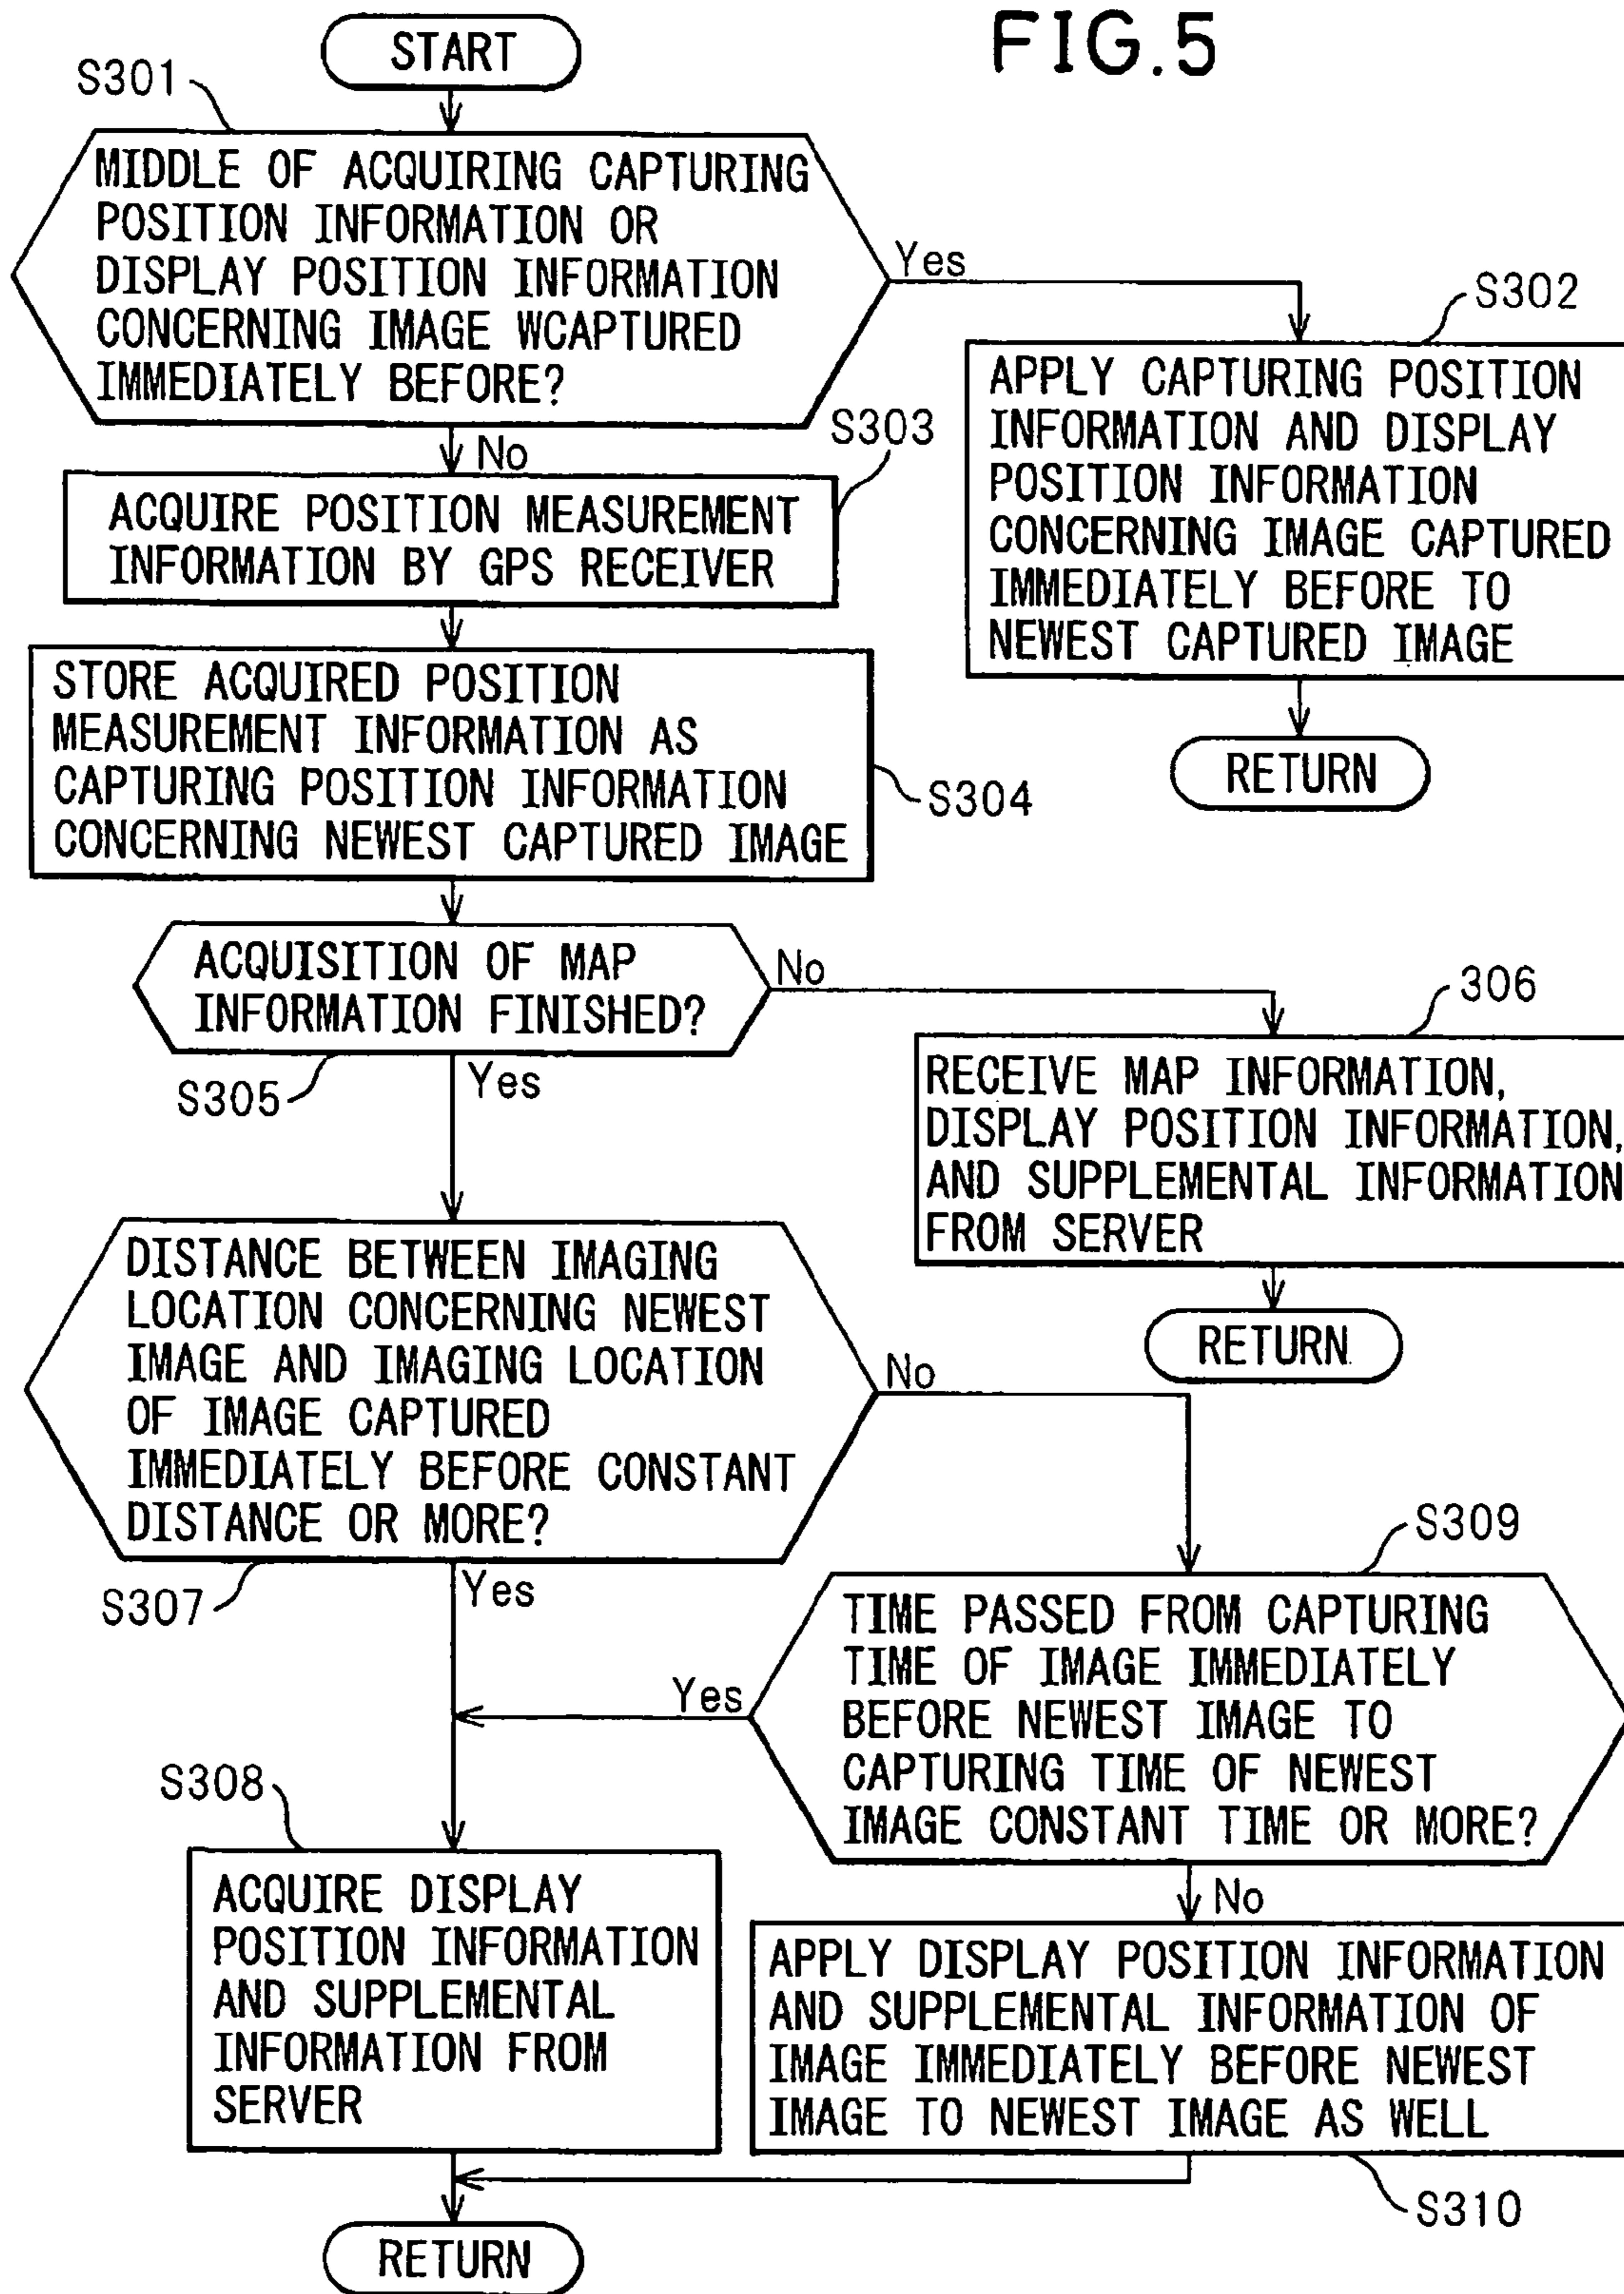 FIG.5
START
S301
MIDDLE OF ACQUIRING CAPTURING
POSITION INFORMATION OR
DISPLAY POSITION INFORMATION
CONCERNING IMAGE WCAPTURED
IMMEDIATELY BEFORE?
Yes
S302
APPLY CAPTURING POSITION
INFORMATION AND DISPLAY
POSITION INFORMATION
CONCERNING IMAGE CAPTURED
IMMEDIATELY BEFORE TO
NEWEST CAPTURED IMAGE
RETURN
No
S303
ACQUIRE POSITION MEASUREMENT
INFORMATION BY GPS RECEIVER
STORE ACQUIRED POSITION
MEASUREMENT INFORMATION AS
CAPTURING POSITION INFORMATION
CONCERNING NEWEST CAPTURED IMAGE
S304
ACQUISITION OF MAP
INFORMATION FINISHED?
S305
No
306
RECEIVE MAP INFORMATION,
DISPLAY POSITION INFORMATION,
AND SUPPLEMENTAL INFORMATION
FROM SERVER
RETURN
Yes
DISTANCE BETWEEN IMAGING
LOCATION CONCERNING NEWEST
IMAGE AND IMAGING LOCATION
OF IMAGE CAPTURED
IMMEDIATELY BEFORE CONSTANT
DISTANCE OR MORE?
S307
No
Yes
S309
TIME PASSED FROM CAPTURING
TIME OF IMAGE IMMEDIATELY
BEFORE NEWEST IMAGE TO
CAPTURING TIME OF NEWEST
IMAGE CONSTANT TIME OR MORE?
Yes
No
S308
ACQUIRE DISPLAY
POSITION INFORMATION
AND SUPPLEMENTAL
INFORMATION FROM
SERVER
APPLY DISPLAY POSITION INFORMATION
AND SUPPLEMENTAL INFORMATION OF
IMAGE IMMEDIATELY BEFORE NEWEST
IMAGE TO NEWEST IMAGE AS WELL
S310
RETURN